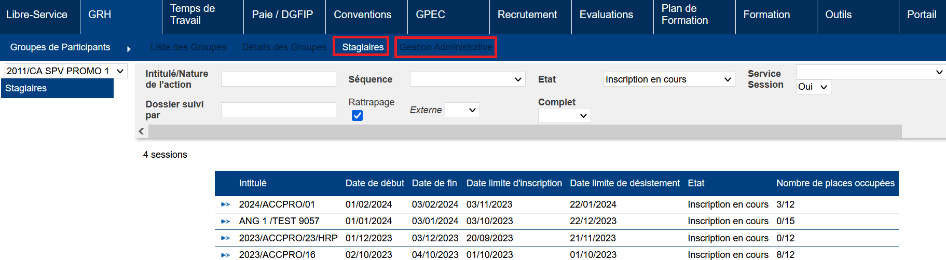 Libre-Service GRH Temps de Travail Paie / DGFIP Conventions GPEC Recrutement Evaluations Plan de Formation Formation Outils Portail
Groupes de Participants Liste des Groupes Détails des Groupes Stagiaires Gestion Administrative
2011/CA SPV PROMO 1
Stagiaires
Intitulé/Nature de l'action Séquence Etat Inscription en cours Service Session Oui
Dossier suivi par Rattrapage Externe Complet
4 sessions
Intitulé Date de début Date de fin Date limite d'inscription Date limite de désistement Etat Nombre de places occupées
2024/ACCPRO/01 01/02/2024 03/02/2024 03/11/2023 22/01/2024 Inscription en cours 3/12
ANG 1 /TEST 9057 01/01/2024 03/01/2024 03/10/2023 22/12/2023 Inscription en cours 0/15
2023/ACCPRO/23/HRP 01/12/2023 03/12/2023 20/09/2023 21/11/2023 Inscription en cours 0/12
2023/ACCPRO/16 02/10/2023 04/10/2023 01/10/2023 01/10/2023 Inscription en cours 8/12